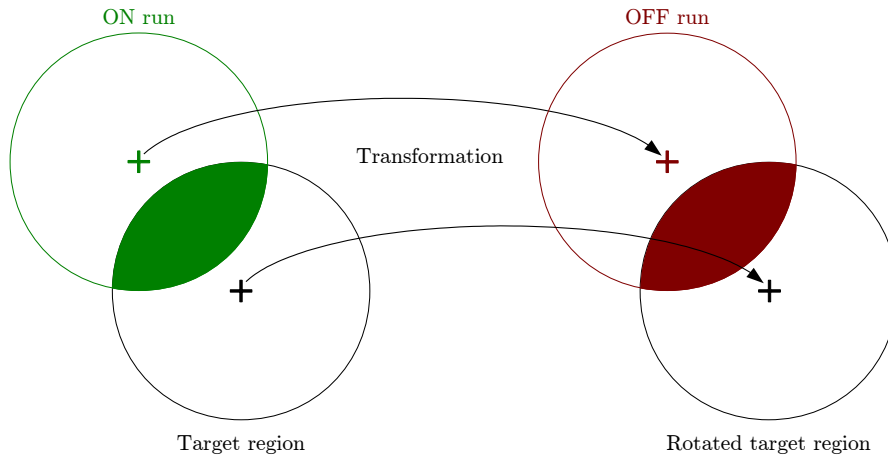 ON run
OFF run
Transformation
Target region
Rotated target region